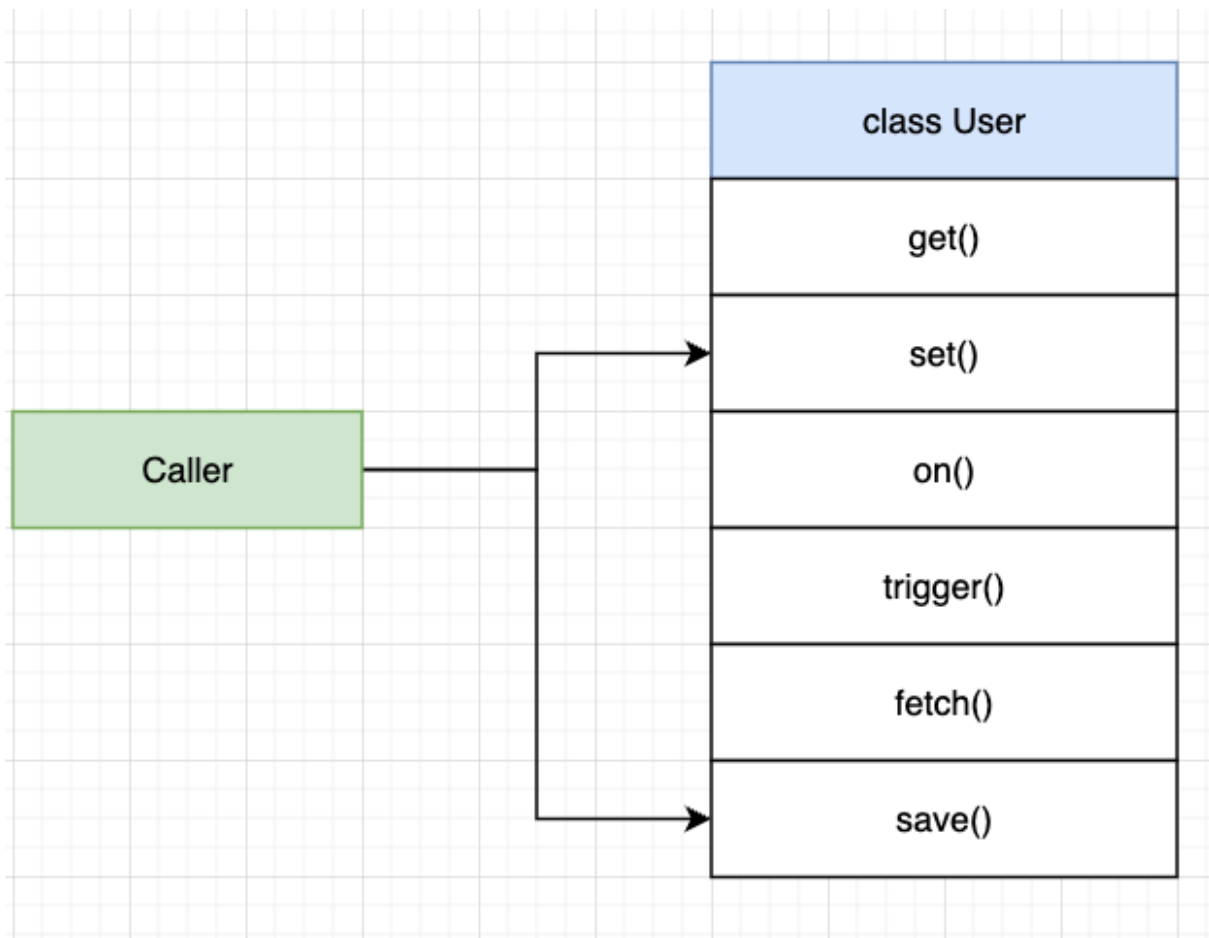 class User
get()
set()
Caller
on()
trigger()
fetch()
save()